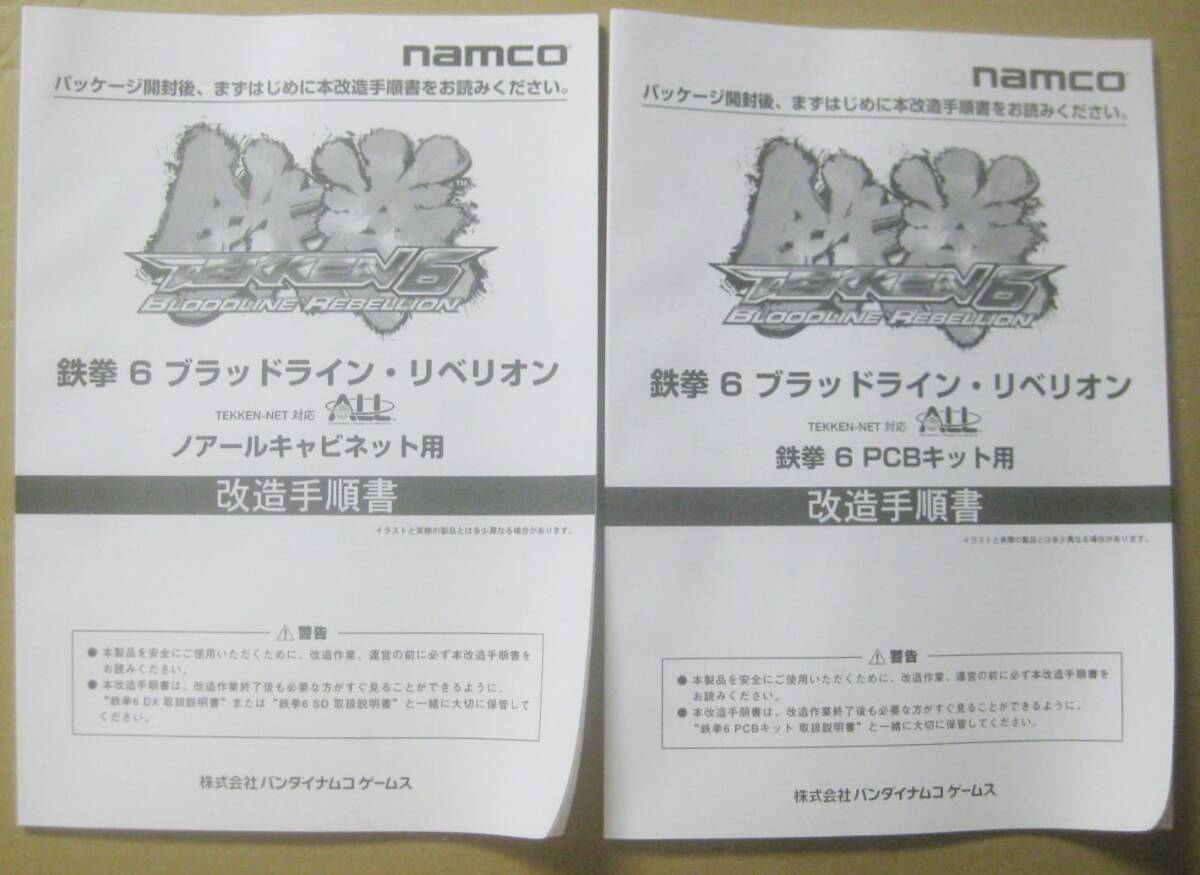 namco
パッケージ開封後、まずはじめに本改造手順書をお読みください。
鉄拳
TEKKEN 6
BLOODLINE REBELLION
鉄拳 6 ブラッドライン・リベリオン
TEKKEN-NET 対応 ALL
ノアールキャビネット用
改造手順書
イラストと実際の製品とは多少異なる場合があります。
警告
● 本製品を安全にご使用いただくために、改造作業、運営の前に必ず本改造手順書を
お読みください。
● 本改造手順書は、改造作業終了後も必要な方がすぐ見ることができるように、
“鉄拳6 DX 取扱説明書” または “鉄拳6 SD 取扱説明書” と一緒に大切に保管して
ください。
株式会社 バンダイナムコ ゲームス
namco
パッケージ開封後、まずはじめに本改造手順書をお読みください。
鉄拳
TEKKEN 6
BLOODLINE REBELLION
鉄拳 6 ブラッドライン・リベリオン
TEKKEN-NET 対応 ALL
鉄拳 6 PCBキット用
改造手順書
イラストと実際の製品とは多少異なる場合があります。
警告
● 本製品を安全にご使用いただくために、改造作業、運営の前に必ず本改造手順書を
お読みください。
● 本改造手順書は、改造作業終了後も必要な方がすぐ見ることができるように、
“鉄拳6 PCBキット 取扱説明書” と一緒に大切に保管してください。
株式会社 バンダイナムコ ゲームス